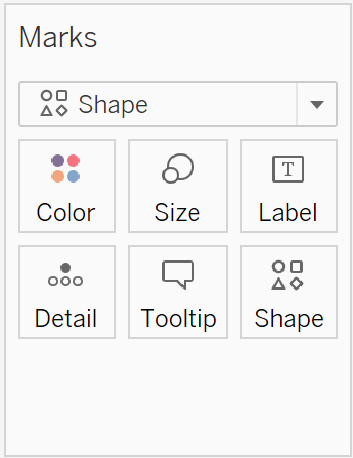 Marks
Shape
Color Size Label
Detail Tooltip Shape